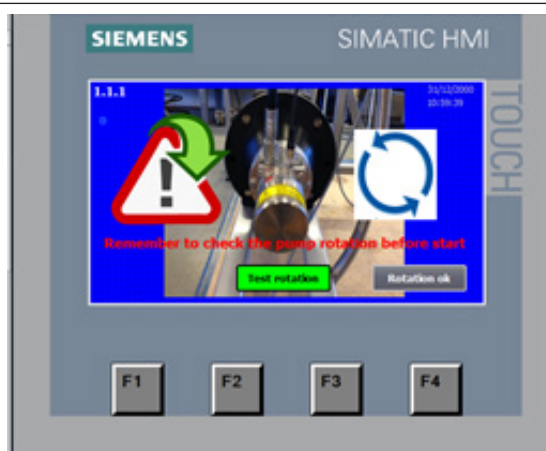 SIEMENS
SIMATIC HMI
TOUCH
1.1.1
31/12/2000
10:59:39
Remember to check the pump rotation before start
Test rotation
Rotation ok
F1
F2
F3
F4